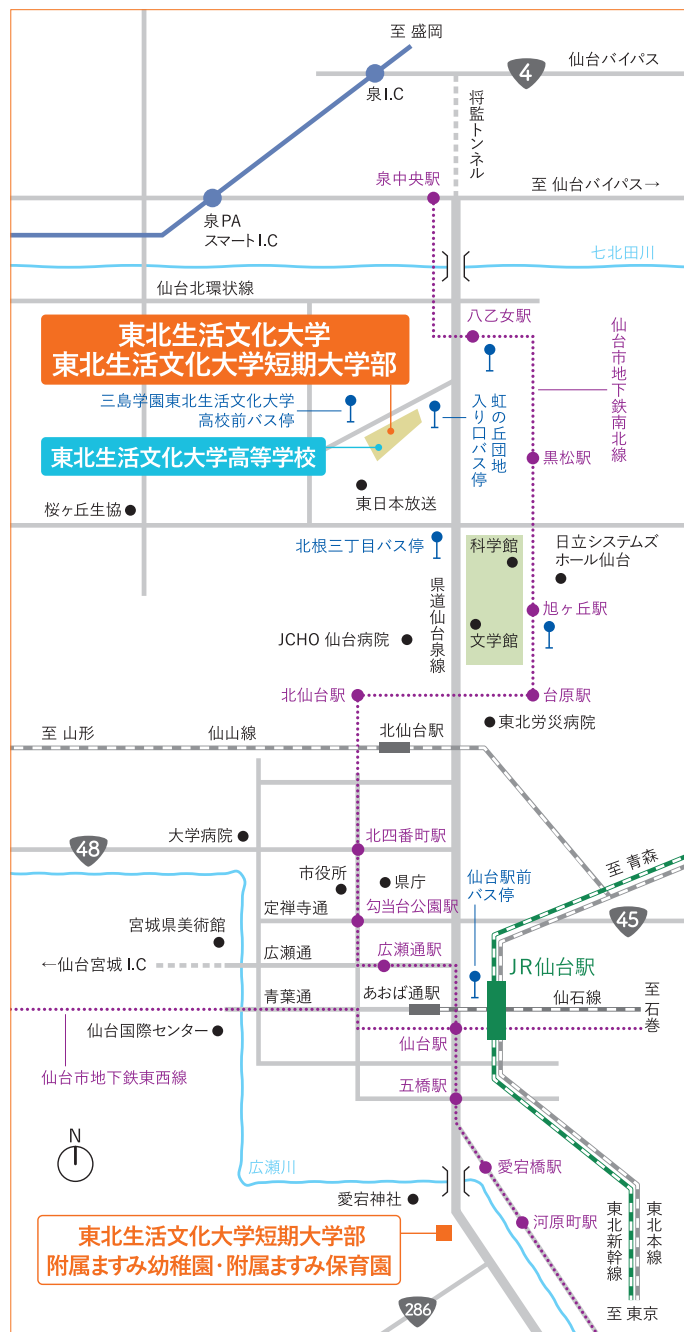 至 盛岡
仙台バイパス
4
泉I.C
将監トンネル
泉中央駅
至 仙台バイパス→
泉PA
スマートI.C
七北田川
仙台北環状線
八乙女駅
仙台市地下鉄南北線
東北生活文化大学
東北生活文化大学短期大学部
三島学園東北生活文化大学
高校前バス停
虹の丘団地
入り口バス停
東北生活文化大学高等学校
黒松駅
東日本放送
桜ヶ丘生協
北根三丁目バス停
科学館
日立システムズ
ホール仙台
県道仙台泉線
旭ヶ丘駅
文学館
JCHO 仙台病院
北仙台駅
台原駅
東北労災病院
至 山形
仙山線
北仙台駅
大学病院
北四番町駅
48
至 青森
市役所
県庁
仙台駅前
バス停
定禅寺通
勾当台公園駅
45
宮城県美術館
広瀬通
広瀬通駅
JR仙台駅
←仙台宮城 I.C
青葉通
あおば通駅
仙石線
至 石巻
仙台国際センター
仙台駅
仙台市地下鉄東西線
五橋駅
N
広瀬川
愛宕橋駅
愛宕神社
河原町駅
東北新幹線
東北本線
東北生活文化大学短期大学部
附属ますみ幼稚園・附属ますみ保育園
286
至 東京